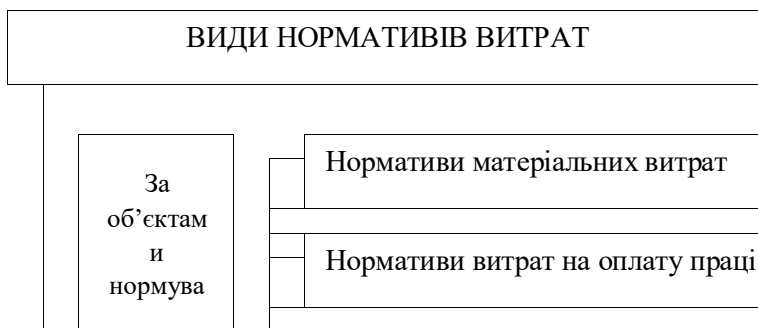 ВИДИ НОРМАТИВІВ ВИТРАТ
Нормативи матеріальних витрат
За
об’єктам
и
нормува
Нормативи витрат на оплату праці